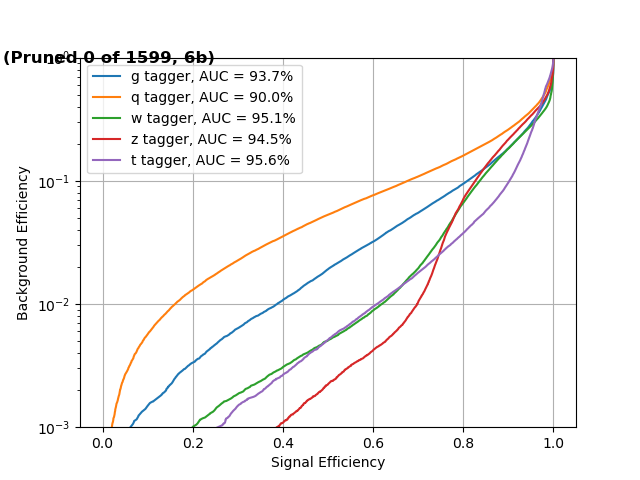 (Pruned 0 of 1599, 6b)
10⁰
g tagger, AUC = 93.7%
q tagger, AUC = 90.0%
w tagger, AUC = 95.1%
z tagger, AUC = 94.5%
t tagger, AUC = 95.6%
10⁻¹
10⁻²
10⁻³
Background Efficiency
0.0 0.2 0.4 0.6 0.8 1.0
Signal Efficiency